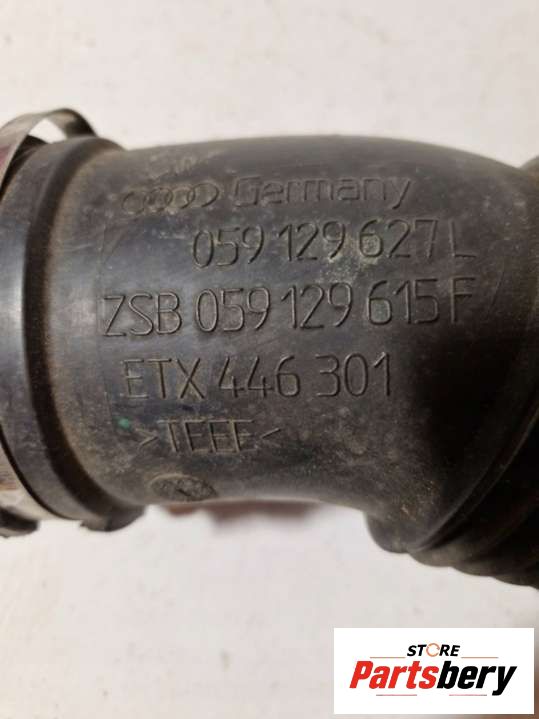 Germany
059 129 627 L
ZSB 059 129 615 F
ETX 446 301
>TEEE<
STORE
Partsbery